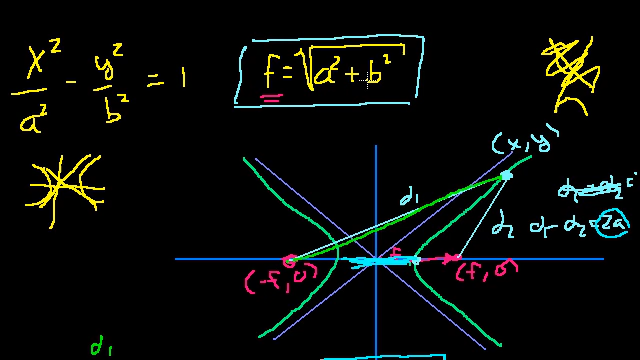 x²/a² - y²/b² = 1
f = √(a² + b²)
(x, y)
d₁
d₂ d₁ - d₂ = 2a
f
(-f, 0)
(f, 0)
d₁